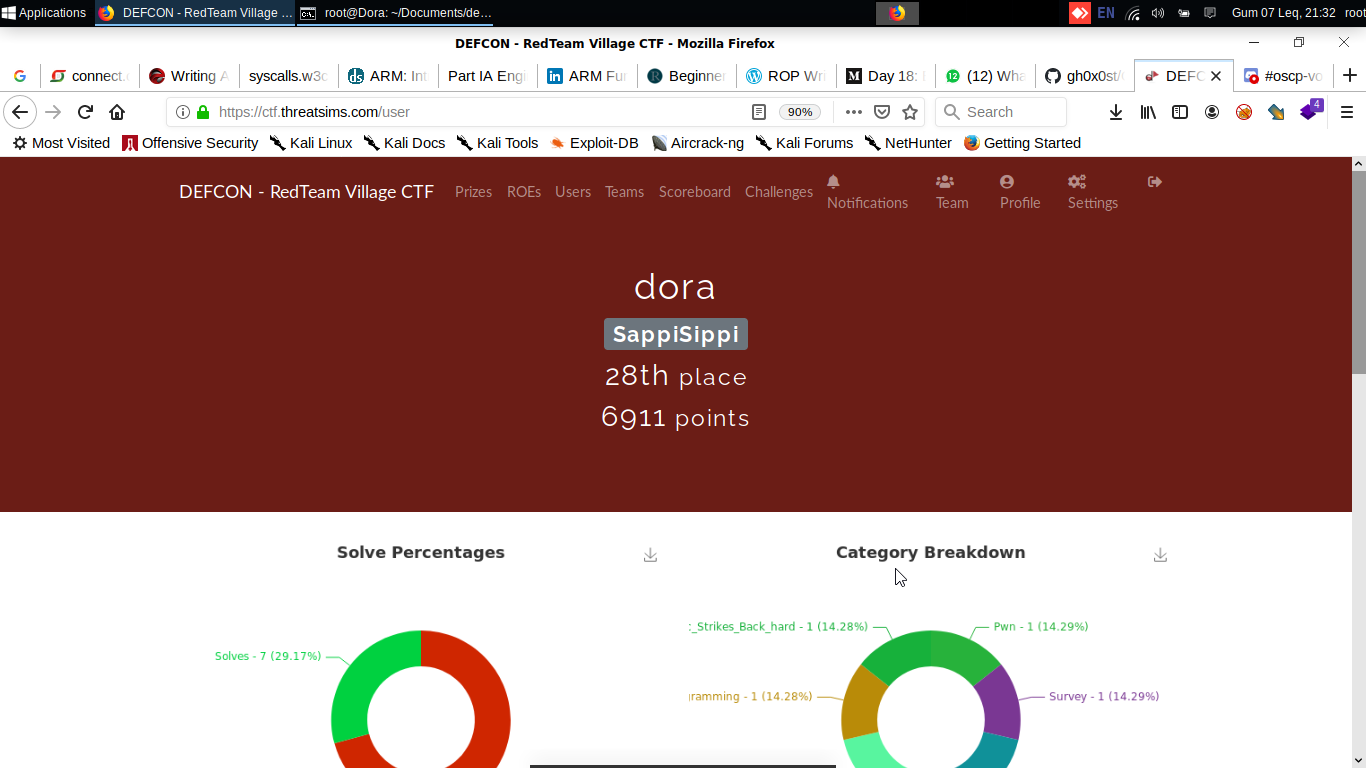 Applications DEFCON - RedTeam Village ... root@Dora: ~/Documents/de... EN Gum 07 Leq, 21:32 root
DEFCON - RedTeam Village CTF - Mozilla Firefox
connect. Writing A syscalls.w3 ARM: Int Part IA Eng ARM Fur Beginner ROP Wri Day 18: (12) Wha gh0x0st/ DEFC #oscp-vo
https://ctf.threatsims.com/user 90% Search 4
Most Visited Offensive Security Kali Linux Kali Docs Kali Tools Exploit-DB Aircrack-ng Kali Forums NetHunter Getting Started
DEFCON - RedTeam Village CTF Prizes ROEs Users Teams Scoreboard Challenges Notifications Team Profile Settings
dora
SappiSippi
28th place
6911 points
Solve Percentages Category Breakdown
_Strikes_Back_hard - 1 (14.28%) Pwn - 1 (14.29%)
Solves - 7 (29.17%)
ramming - 1 (14.28%) Survey - 1 (14.29%)